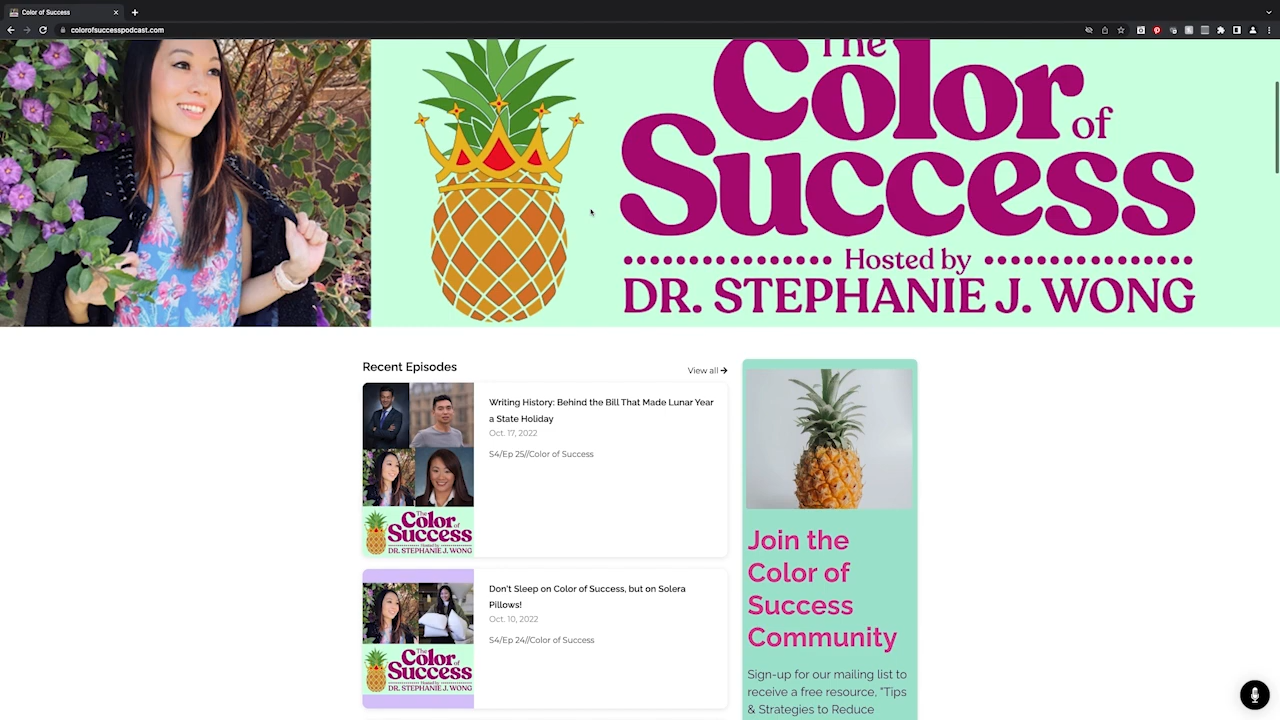 Color of Success
colorofsuccesspodcast.com
The
Color of
Success
Hosted by
DR. STEPHANIE J. WONG
Recent Episodes
View all
Writing History: Behind the Bill That Made Lunar Year
a State Holiday
Oct. 17, 2022
S4/Ep 25//Color of Success
The
Color of
Success
Hosted by
DR. STEPHANIE J. WONG
Don't Sleep on Color of Success, but on Solera
Pillows!
Oct. 10, 2022
S4/Ep 24//Color of Success
The
Color of
Success
Hosted by
DR. STEPHANIE J. WONG
Join the
Color of
Success
Community
Sign-up for our mailing list to
receive a free resource, "Tips
& Strategies to Reduce